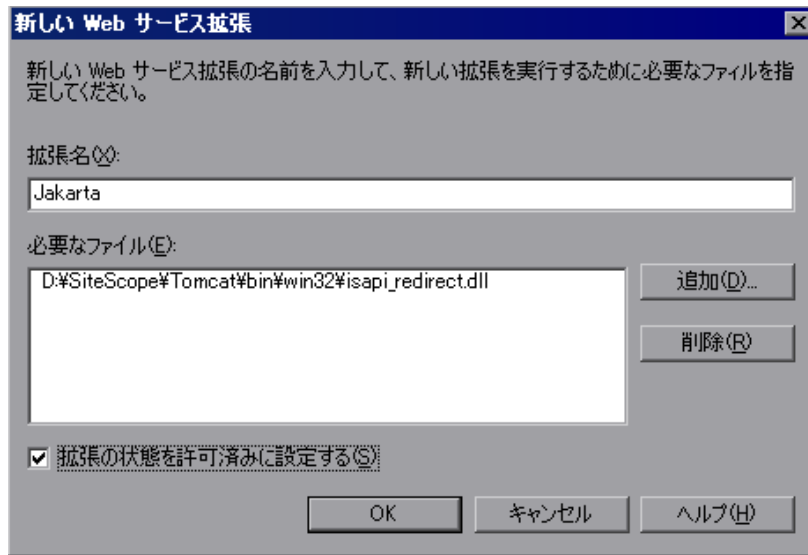 新しい Web サービス拡張
新しい Web サービス拡張の名前を入力して、新しい拡張を実行するために必要なファイルを指
定してください。
拡張名(X):
Jakarta
必要なファイル(E):
D:¥SiteScope¥Tomcat¥bin¥win32¥isapi_redirect.dll
追加(D)...
削除(R)
拡張の状態を許可済みに設定する(S)
OK
キャンセル
ヘルプ(H)